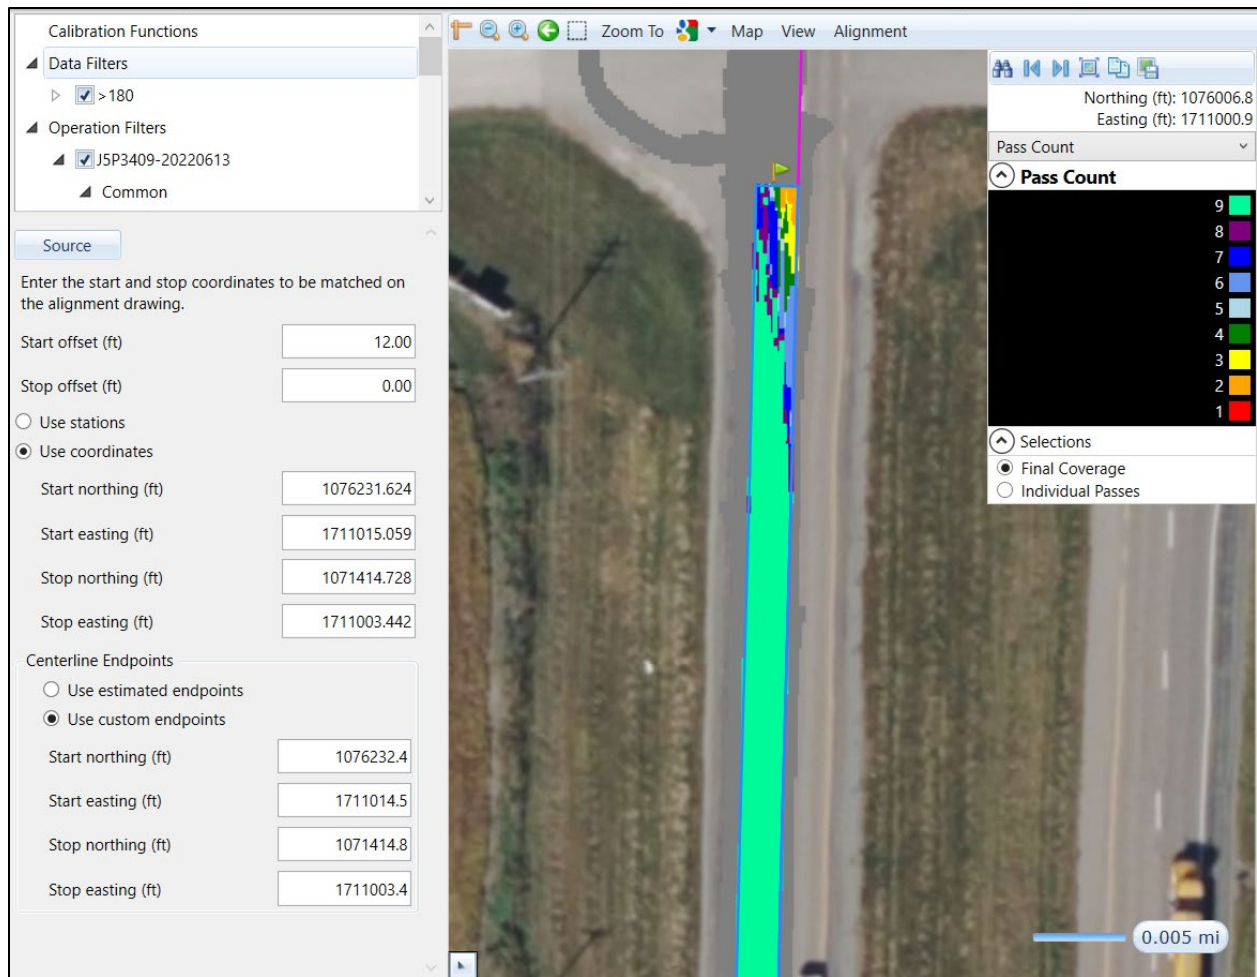 Calibration Functions
Data Filters
>180
Operation Filters
J5P3409-20220613
Common
Source
Enter the start and stop coordinates to be matched on
the alignment drawing.
Start offset (ft) 12.00
Stop offset (ft) 0.00
Use stations
Use coordinates
Start northing (ft) 1076231.624
Start easting (ft) 1711015.059
Stop northing (ft) 1071414.728
Stop easting (ft) 1711003.442
Centerline Endpoints
Use estimated endpoints
Use custom endpoints
Start northing (ft) 1076232.4
Start easting (ft) 1711014.5
Stop northing (ft) 1071414.8
Stop easting (ft) 1711003.4
Zoom To Map View Alignment
Northing (ft): 1076006.8
Easting (ft): 1711000.9
Pass Count
Pass Count
9
8
7
6
5
4
3
2
1
Selections
Final Coverage
Individual Passes
0.005 mi